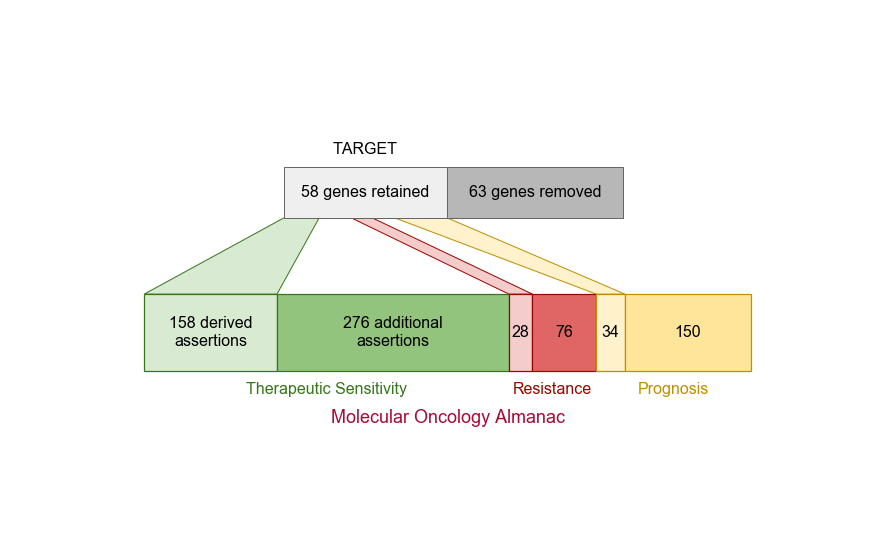 TARGET
58 genes retained
63 genes removed
158 derived
assertions
276 additional
assertions
28
76
34
150
Therapeutic Sensitivity
Resistance
Prognosis
Molecular Oncology Almanac